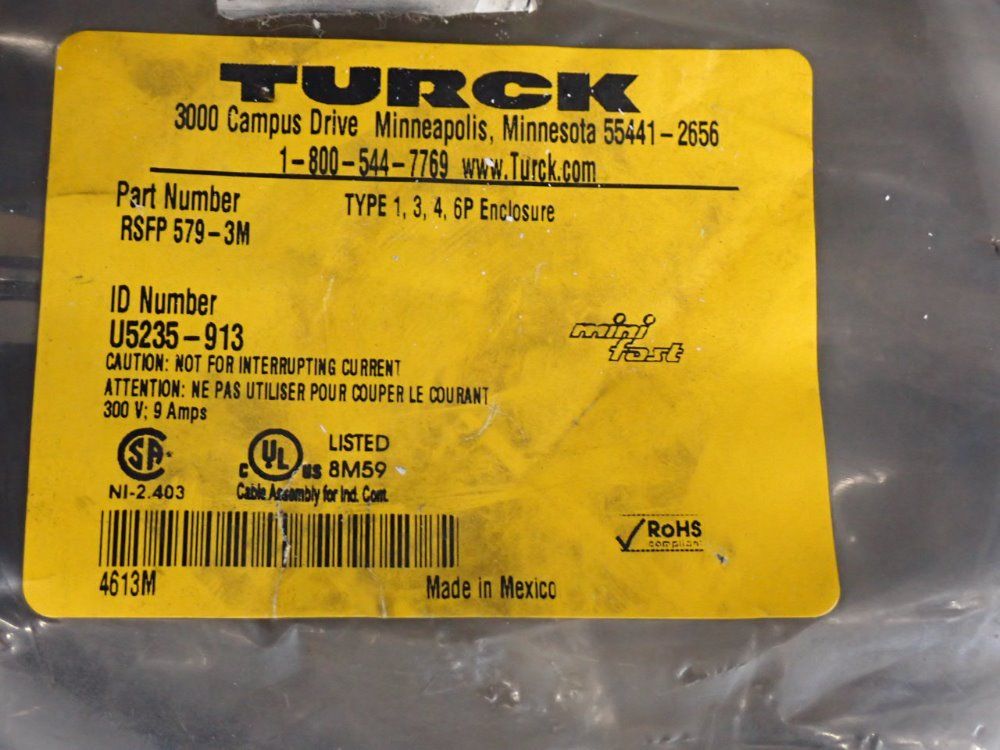 TURCK
3000 Campus Drive Minneapolis, Minnesota 55441-2656
1-800-544-7769 www.Turck.com
Part Number TYPE 1, 3, 4, 6P Enclosure
RSFP 579-3M
ID Number
U5235-913
mini fast
CAUTION: NOT FOR INTERRUPTING CURRENT
ATTENTION: NE PAS UTILISER POUR COUPER LE COURANT
300 V; 9 Amps
SA
NI-2.403
c UL us LISTED
8M59
Cable Assembly for Ind. Cont.
RoHS
compliant
4613M Made in Mexico